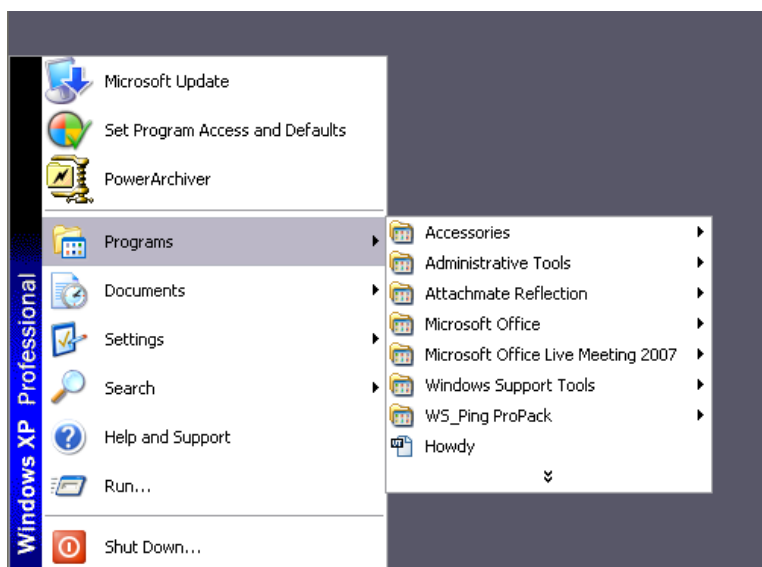 Microsoft Update
Set Program Access and Defaults
PowerArchiver
Programs
Documents
Settings
Search
Help and Support
Run...
Shut Down...
Windows XP Professional
Accessories
Administrative Tools
Attachmate Reflection
Microsoft Office
Microsoft Office Live Meeting 2007
Windows Support Tools
WS_Ping ProPack
Howdy